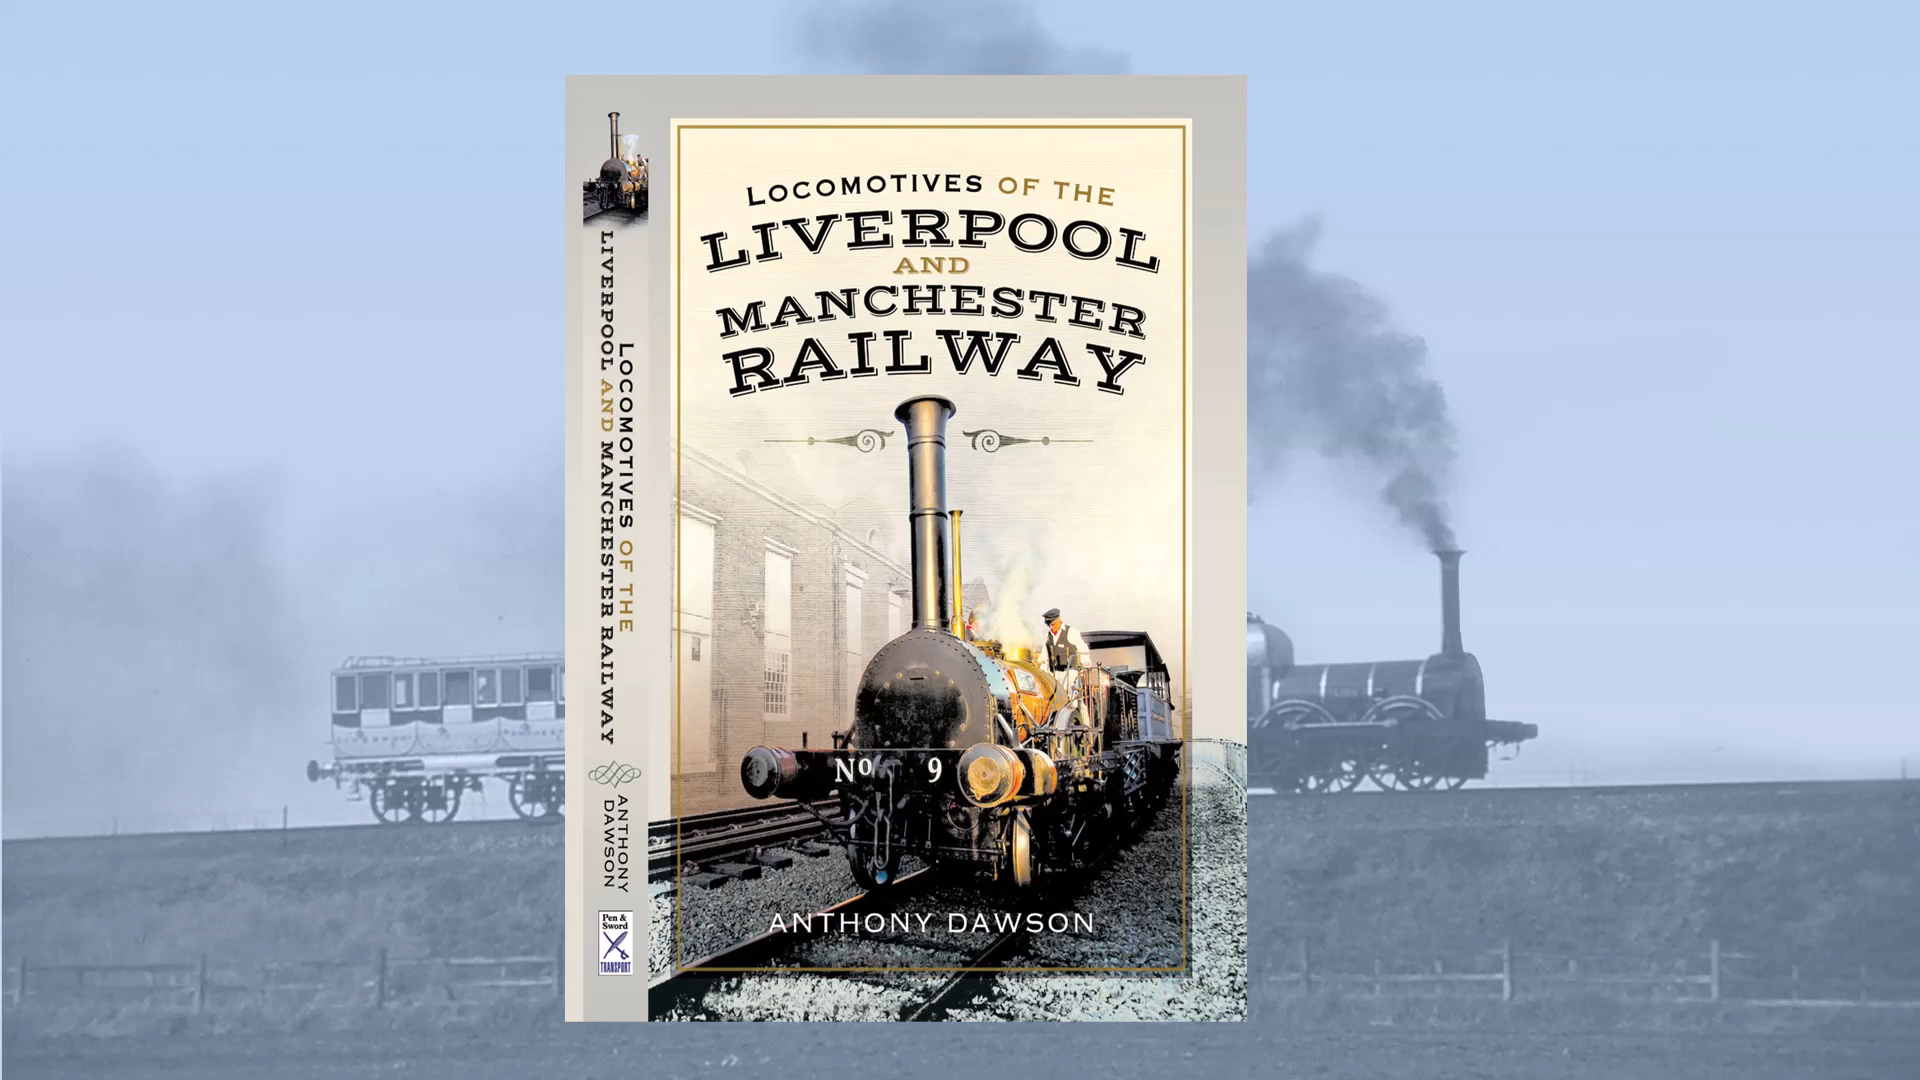 LOCOMOTIVES OF THE
LIVERPOOL AND MANCHESTER RAILWAY
ANTHONY
DAWSON
Pen &
Sword
TRANSPORT
LOCOMOTIVES OF THE
LIVERPOOL
AND
MANCHESTER
RAILWAY
No 9
ANTHONY DAWSON